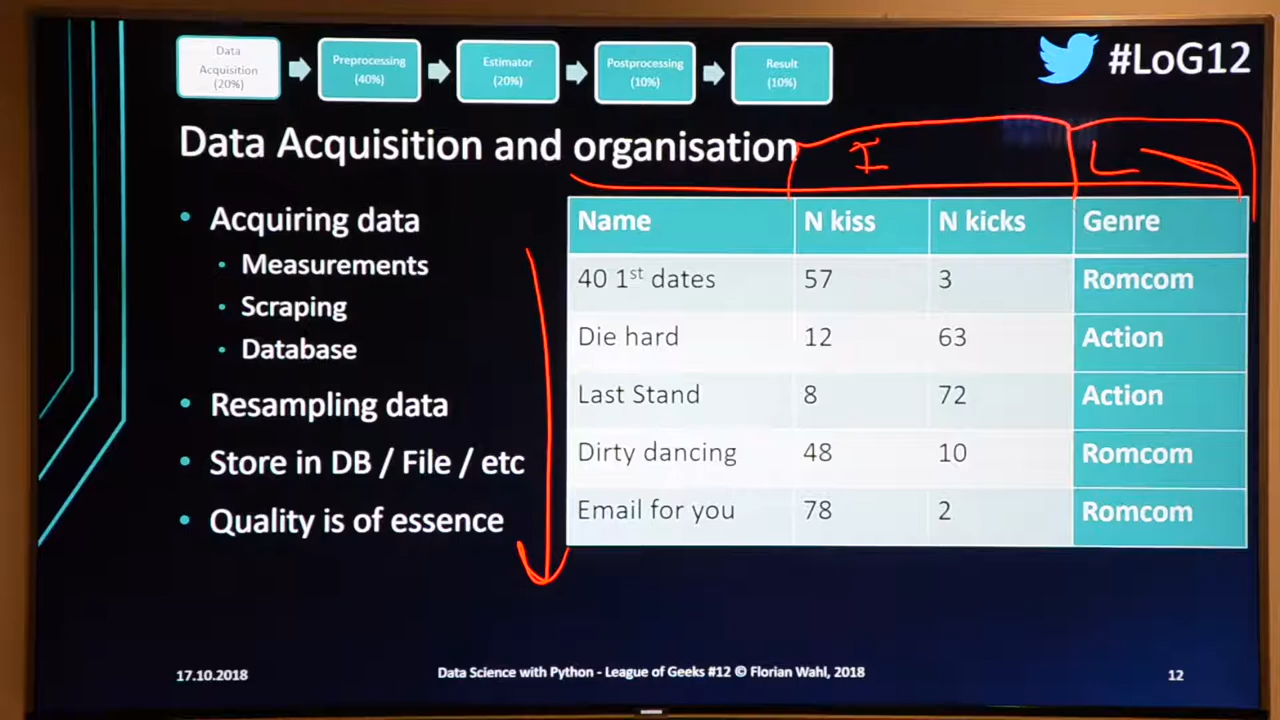 Data
Acquisition
(20%)
Preprocessing
(40%)
Estimator
(20%)
Postprocessing
(10%)
Result
(10%)
#LoG12
Data Acquisition and organisation
I
L
• Acquiring data
• Measurements
• Scraping
• Database
• Resampling data
• Store in DB / File / etc
• Quality is of essence
Name N kiss N kicks Genre
40 1st dates 57 3 Romcom
Die hard 12 63 Action
Last Stand 8 72 Action
Dirty dancing 48 10 Romcom
Email for you 78 2 Romcom
17.10.2018
Data Science with Python - League of Geeks #12 © Florian Wahl, 2018
12